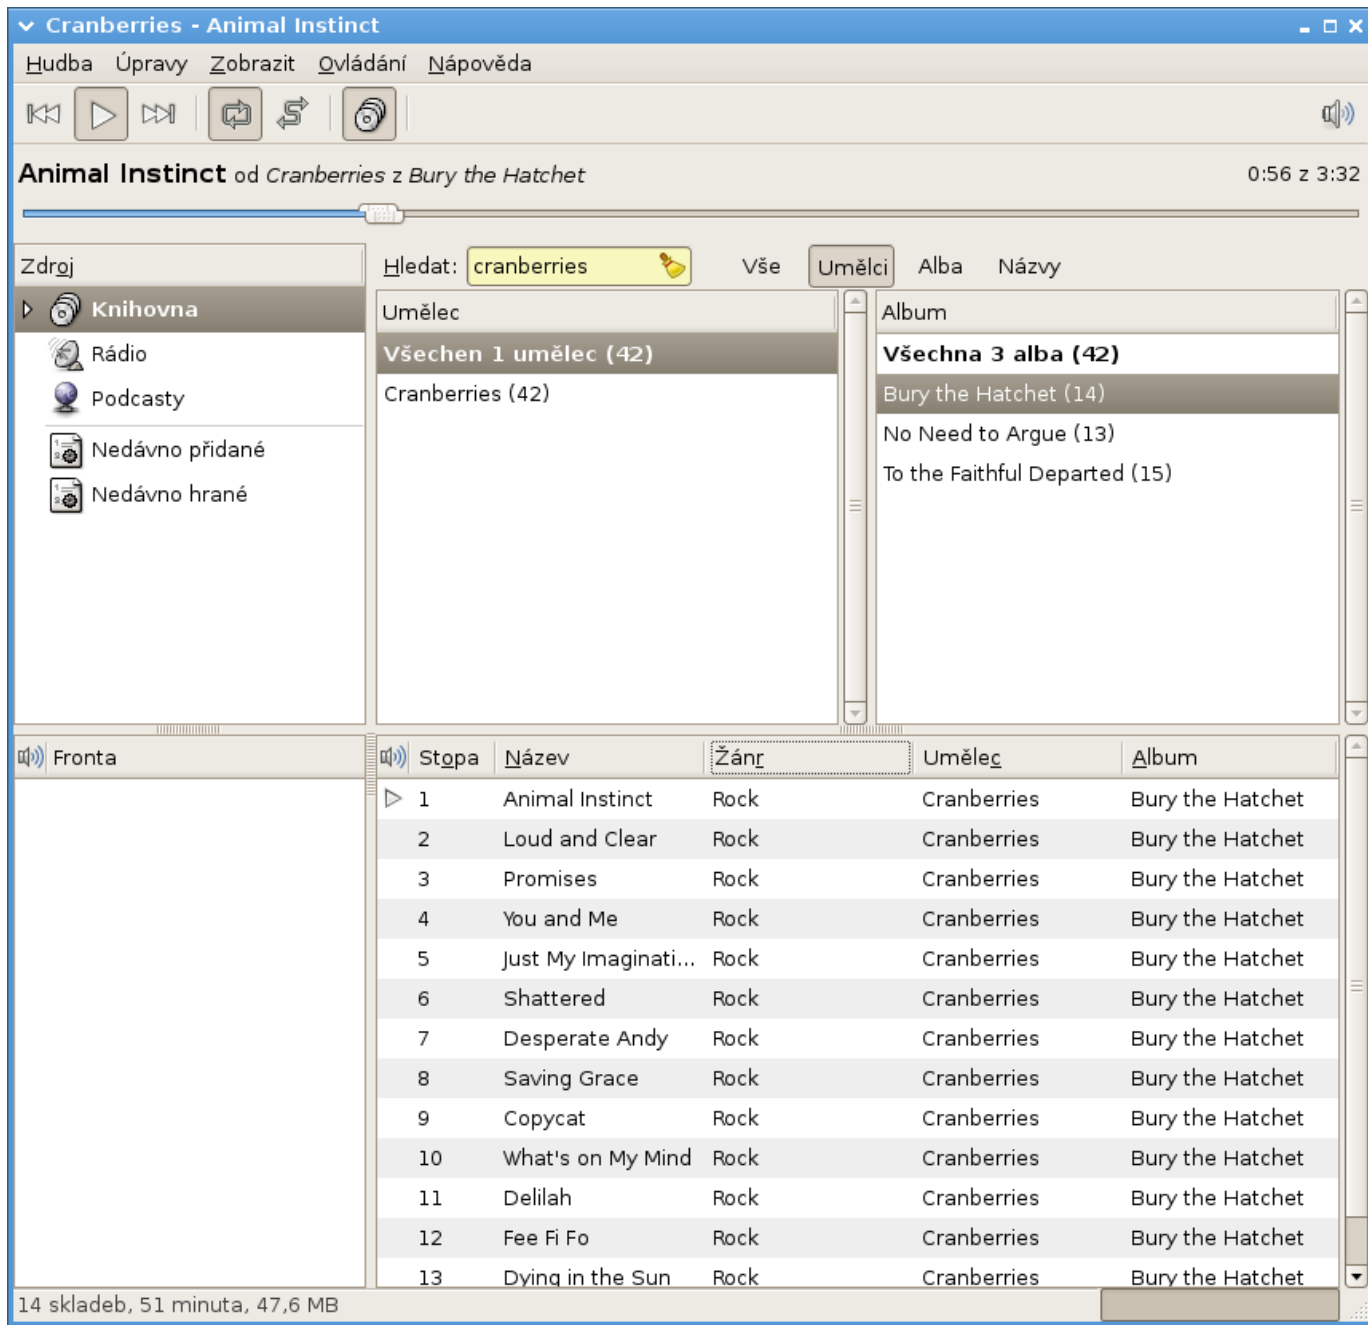 Cranberries - Animal Instinct
Hudba Úpravy Zobrazit Ovládání Nápověda
Animal Instinct od Cranberries z Bury the Hatchet 0:56 z 3:32
Zdroj
Knihovna
Rádio
Podcasty
Nedávno přidané
Nedávno hrané
Hledat: cranberries Vše Umělci Alba Názvy
Umělec
Všechen 1 umělec (42)
Cranberries (42)
Album
Všechna 3 alba (42)
Bury the Hatchet (14)
No Need to Argue (13)
To the Faithful Departed (15)
Fronta
Stopa Název Žánr Umělec Album
1 Animal Instinct Rock Cranberries Bury the Hatchet
2 Loud and Clear Rock Cranberries Bury the Hatchet
3 Promises Rock Cranberries Bury the Hatchet
4 You and Me Rock Cranberries Bury the Hatchet
5 Just My Imaginati... Rock Cranberries Bury the Hatchet
6 Shattered Rock Cranberries Bury the Hatchet
7 Desperate Andy Rock Cranberries Bury the Hatchet
8 Saving Grace Rock Cranberries Bury the Hatchet
9 Copycat Rock Cranberries Bury the Hatchet
10 What's on My Mind Rock Cranberries Bury the Hatchet
11 Delilah Rock Cranberries Bury the Hatchet
12 Fee Fi Fo Rock Cranberries Bury the Hatchet
13 Dying in the Sun Rock Cranberries Bury the Hatchet
14 skladeb, 51 minuta, 47,6 MB